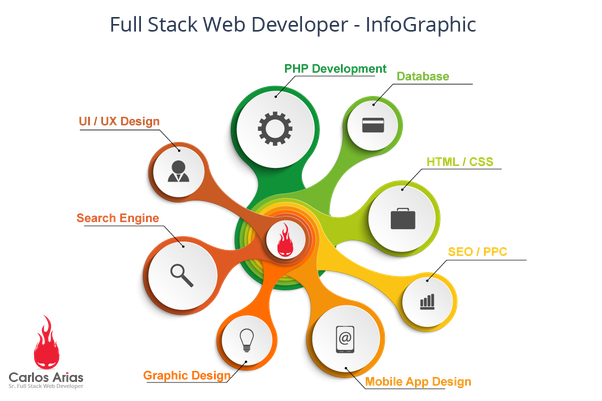 Full Stack Web Developer - InfoGraphic
PHP Development
Database
UI / UX Design
HTML / CSS
Search Engine
SEO / PPC
@
Graphic Design
Mobile App Design
Carlos Arias
Sr. Full Stack Web Developer